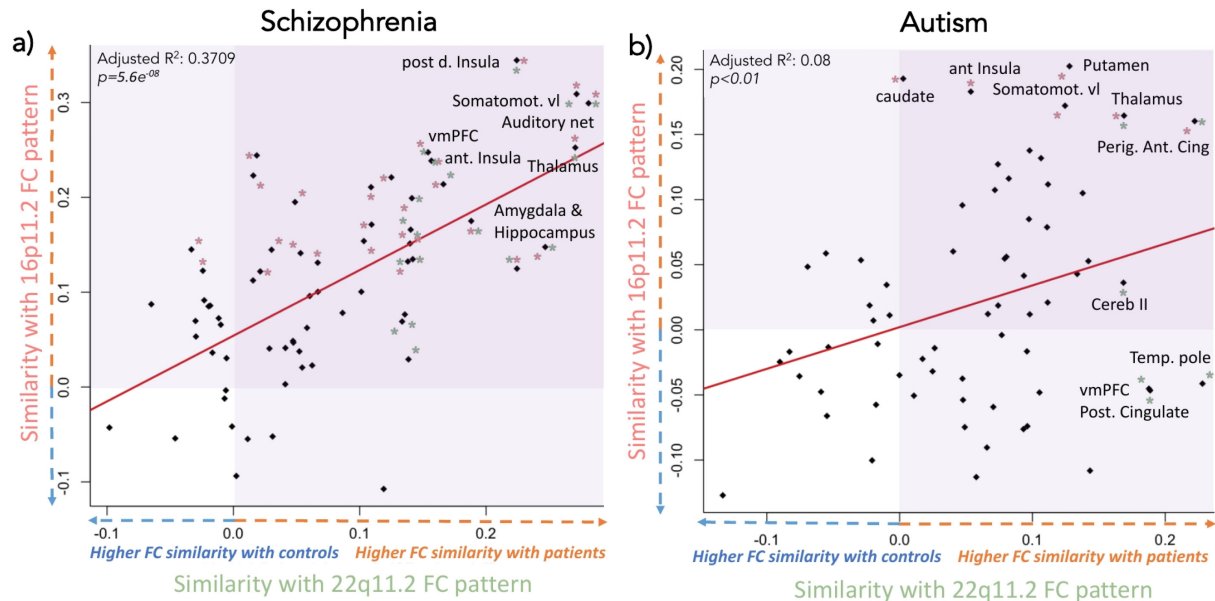 Schizophrenia
a)
Adjusted R²: 0.3709
p=5.6e-08
post d. Insula
Somatomot. vl
Auditory net
vmPFC
ant. Insula
Thalamus
Amygdala &
Hippocampus
Similarity with 16p11.2 FC pattern
0.3
0.2
0.1
0.0
-0.1
-0.1
0.0
0.1
0.2
Higher FC similarity with controls
Higher FC similarity with patients
Similarity with 22q11.2 FC pattern
Autism
b)
Adjusted R²: 0.08
p<0.01
ant Insula
Putamen
caudate
Somatomot. vl
Thalamus
Perig. Ant. Cing
Cereb II
Temp. pole
vmPFC
Post. Cingulate
Similarity with 16p11.2 FC pattern
0.20
0.15
0.10
0.05
0.00
-0.05
-0.10
-0.1
0.0
0.1
0.2
Higher FC similarity with controls
Higher FC similarity with patients
Similarity with 22q11.2 FC pattern